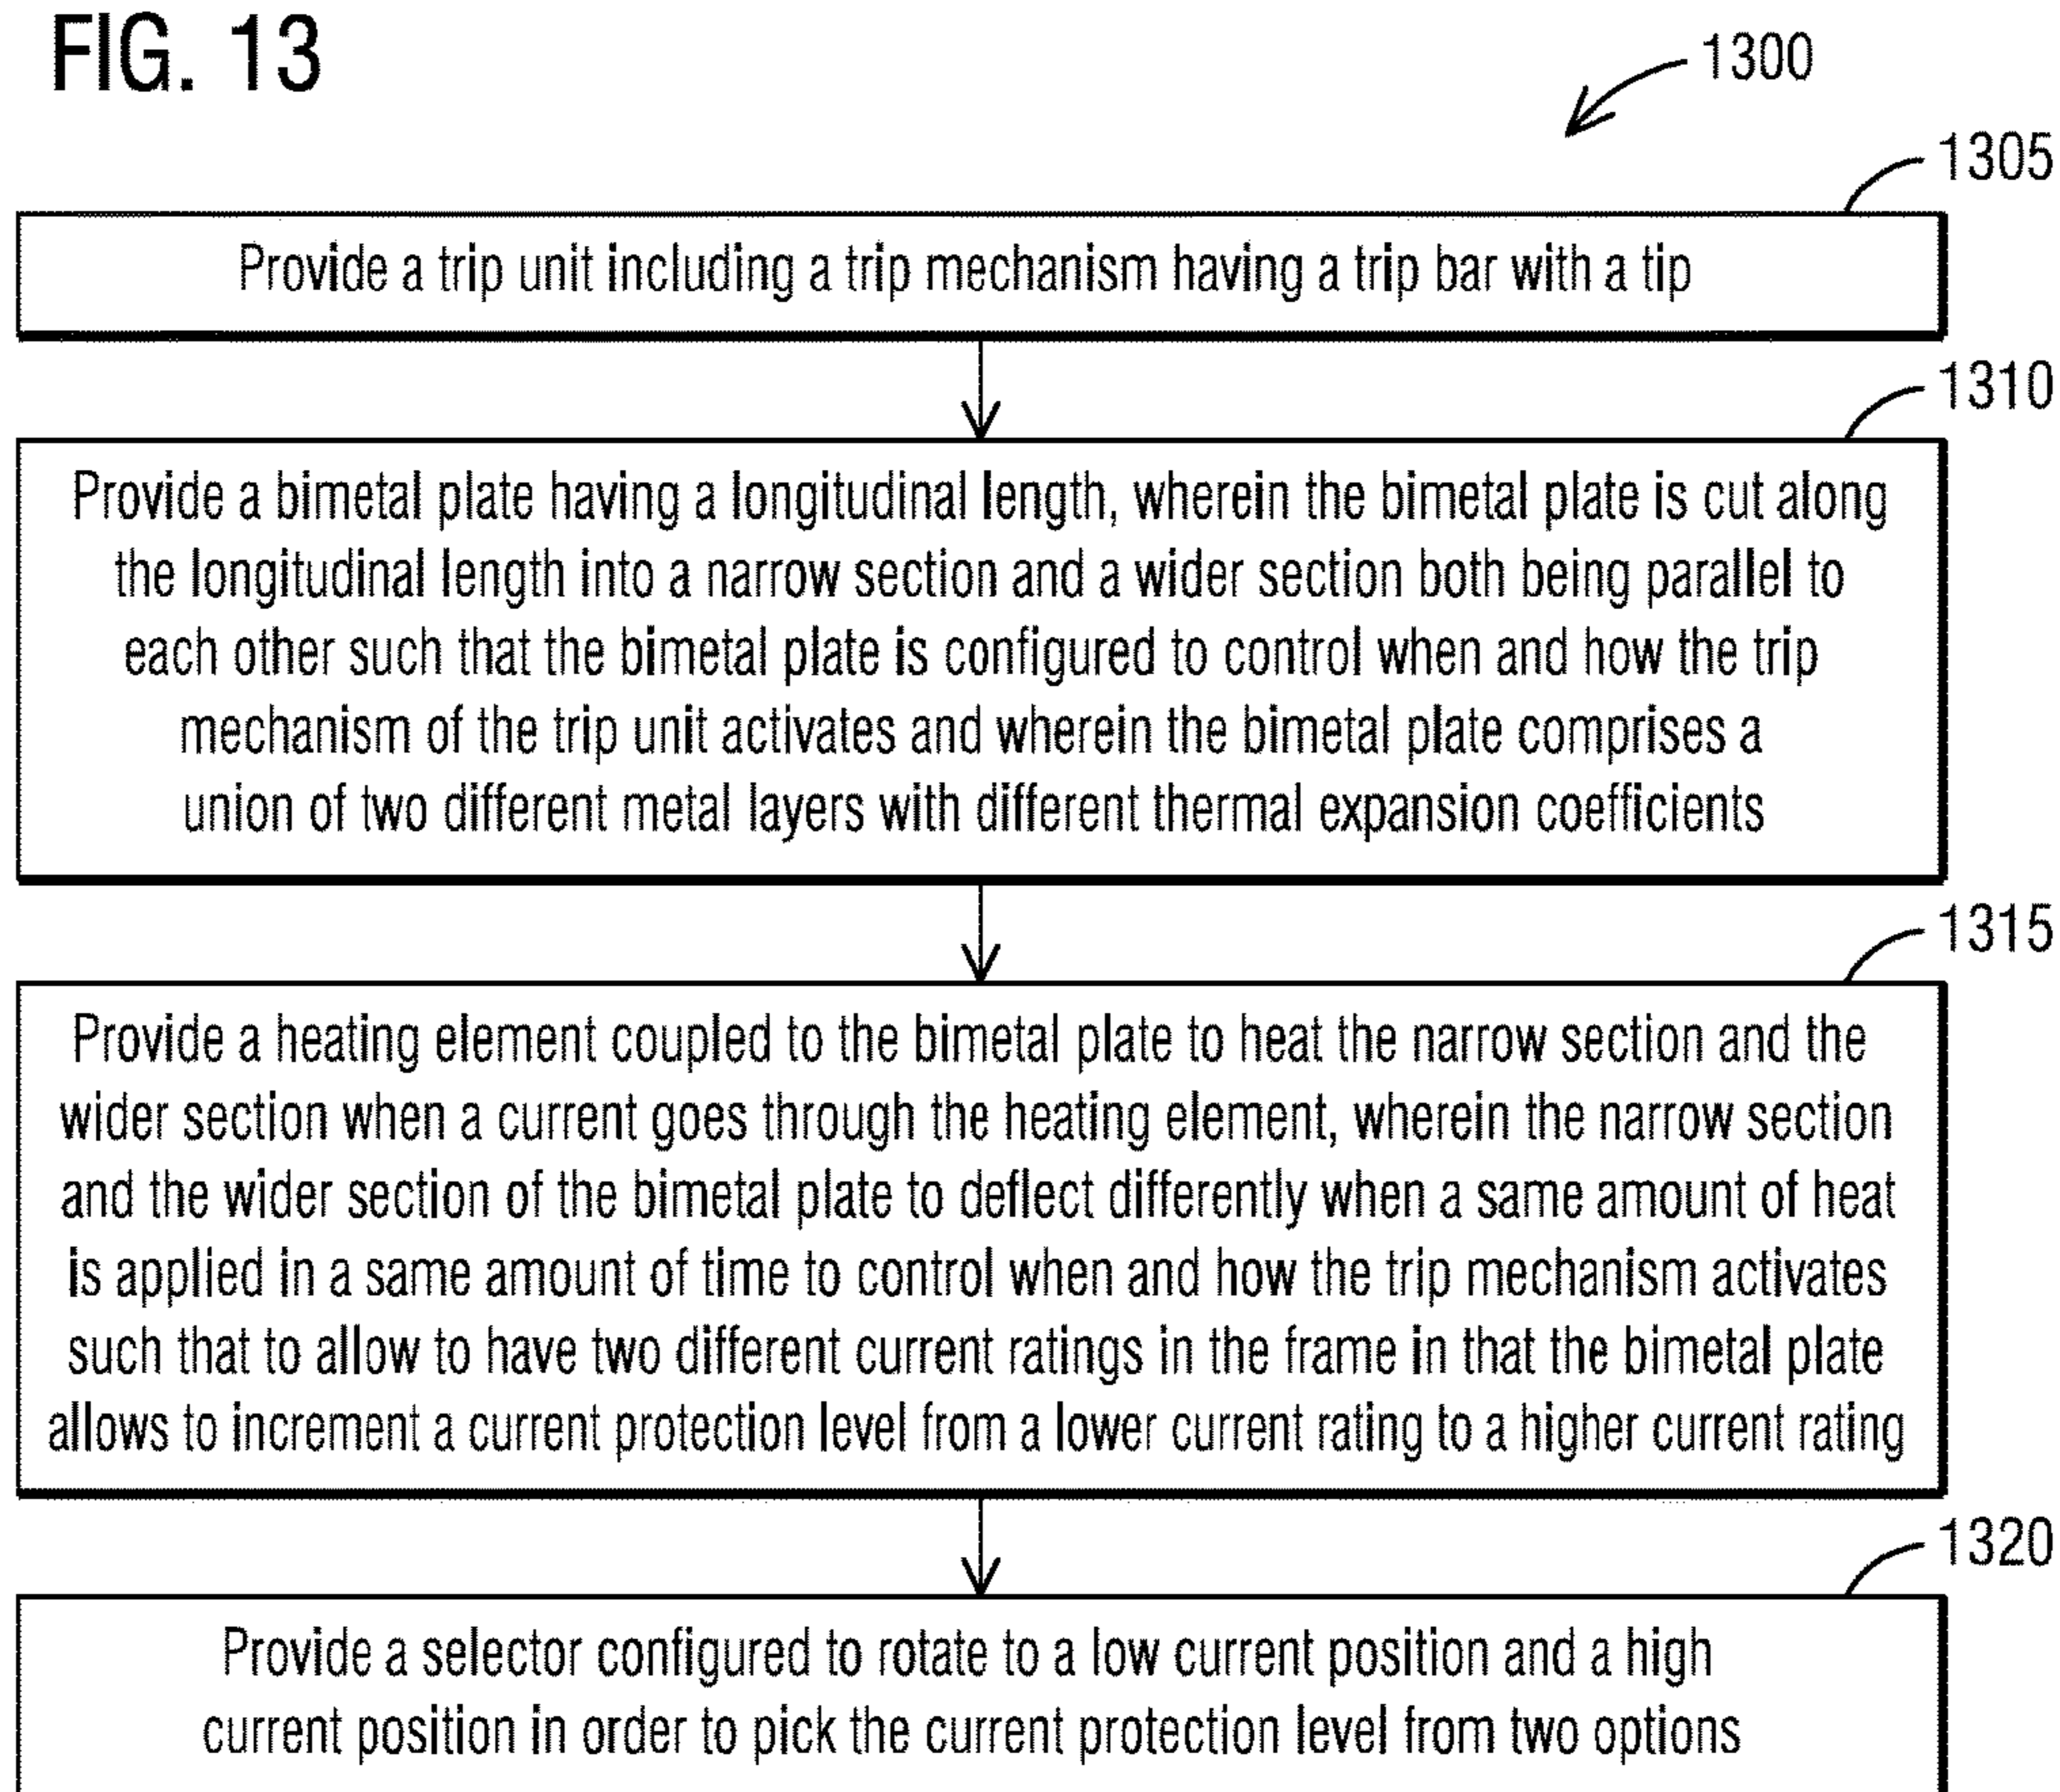 FIG. 13
1300
1305
Provide a trip unit including a trip mechanism having a trip bar with a tip
1310
Provide a bimetal plate having a longitudinal length, wherein the bimetal plate is cut along
the longitudinal length into a narrow section and a wider section both being parallel to
each other such that the bimetal plate is configured to control when and how the trip
mechanism of the trip unit activates and wherein the bimetal plate comprises a
union of two different metal layers with different thermal expansion coefficients
1315
Provide a heating element coupled to the bimetal plate to heat the narrow section and the
wider section when a current goes through the heating element, wherein the narrow section
and the wider section of the bimetal plate to deflect differently when a same amount of heat
is applied in a same amount of time to control when and how the trip mechanism activates
such that to allow to have two different current ratings in the frame in that the bimetal plate
allows to increment a current protection level from a lower current rating to a higher current rating
1320
Provide a selector configured to rotate to a low current position and a high
current position in order to pick the current protection level from two options